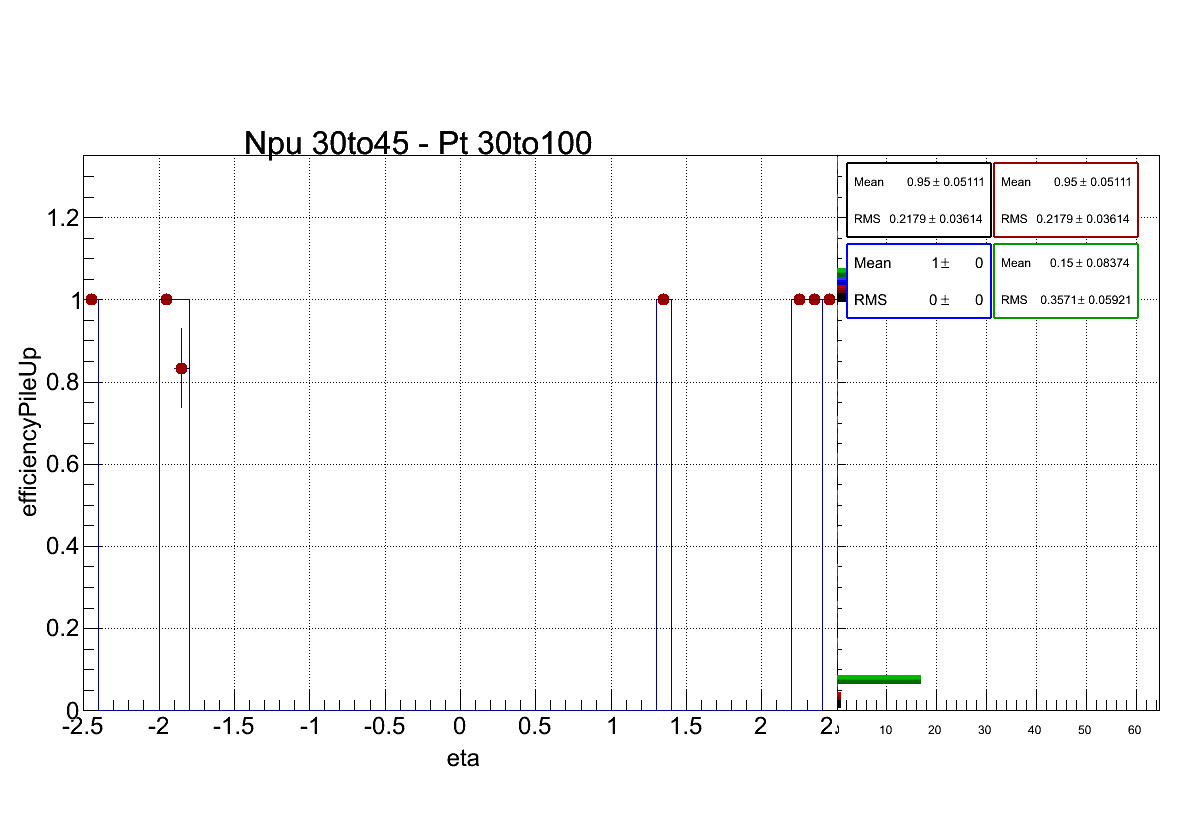 Npu 30to45 - Pt 30to100
Mean 0.95 ± 0.05111
RMS 0.2179 ± 0.03614
Mean 0.95 ± 0.05111
RMS 0.2179 ± 0.03614
Mean 1 ± 0
RMS 0 ± 0
Mean 0.15 ± 0.08374
RMS 0.3571 ± 0.05921
efficiencyPileUp
1.2
1
0.8
0.6
0.4
0.2
0
-2.5 -2 -1.5 -1 -0.5 0 0.5 1 1.5 2 2.
10 20 30 40 50 60
eta